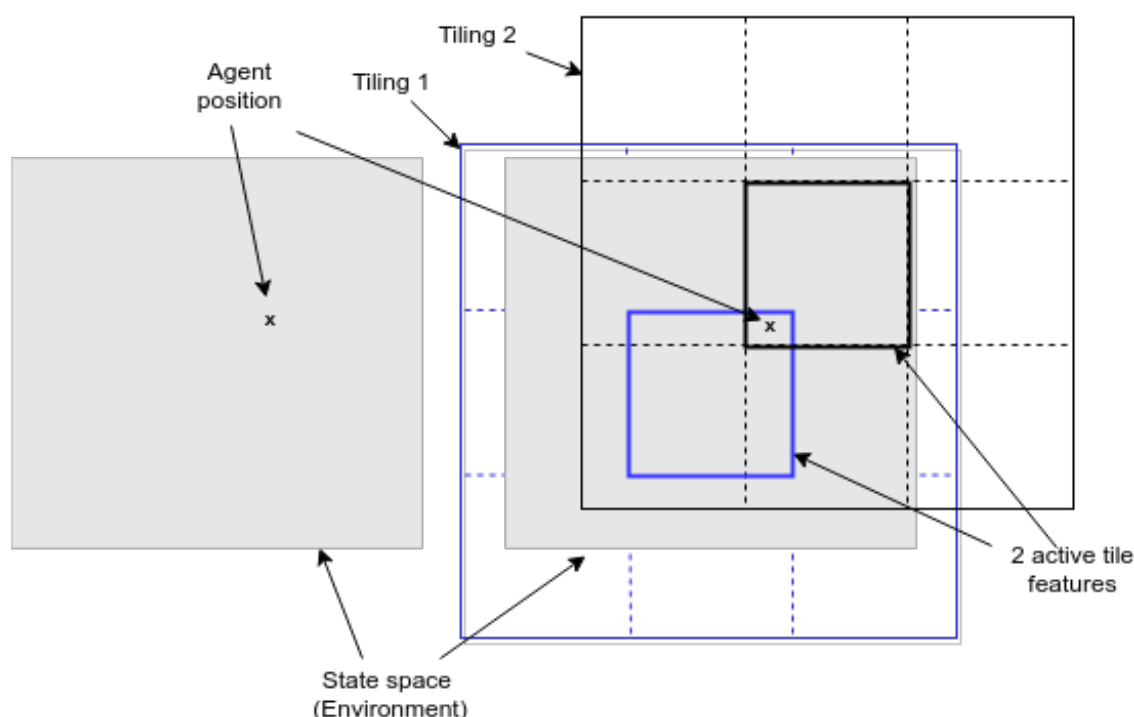 Tiling 2
Agent
position
Tiling 1
x
x
2 active tile
features
State space
(Environment)